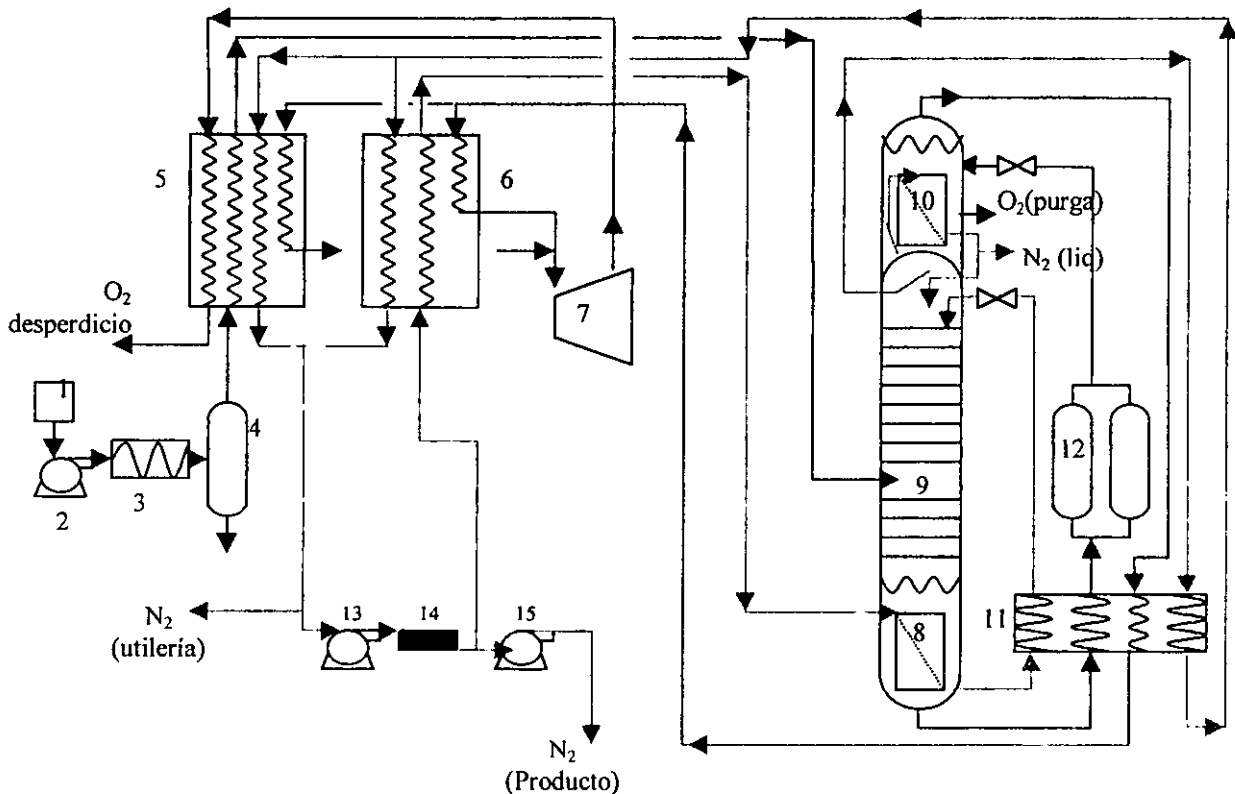 5
6
10
O2(purga)
N2 (liq)
7
O2
desperdicio
1
4
12
2
3
9
N2
(utilería)
13
14
15
8
11
N2
(Producto)